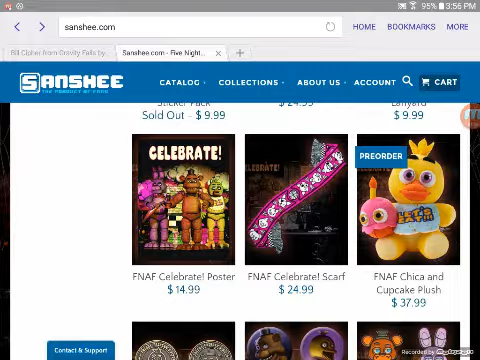 95% 3:56 PM
sanshee.com
HOME BOOKMARKS MORE
Bill Cipher from Gravity Falls by...
Sanshee.com - Five Night...
SANSHEE
THE PRODUCT OF FANS
CATALOG COLLECTIONS ABOUT US ACCOUNT CART
Sticker Pack
Sold Out - $ 9.99
$ 24.99
Lanyard
$ 9.99
CELEBRATE!
PREORDER
LET'S EAT!!!
FNAF Celebrate! Poster
$ 14.99
FNAF Celebrate! Scarf
$ 24.99
FNAF Chica and
Cupcake Plush
$ 37.99
Contact & Support